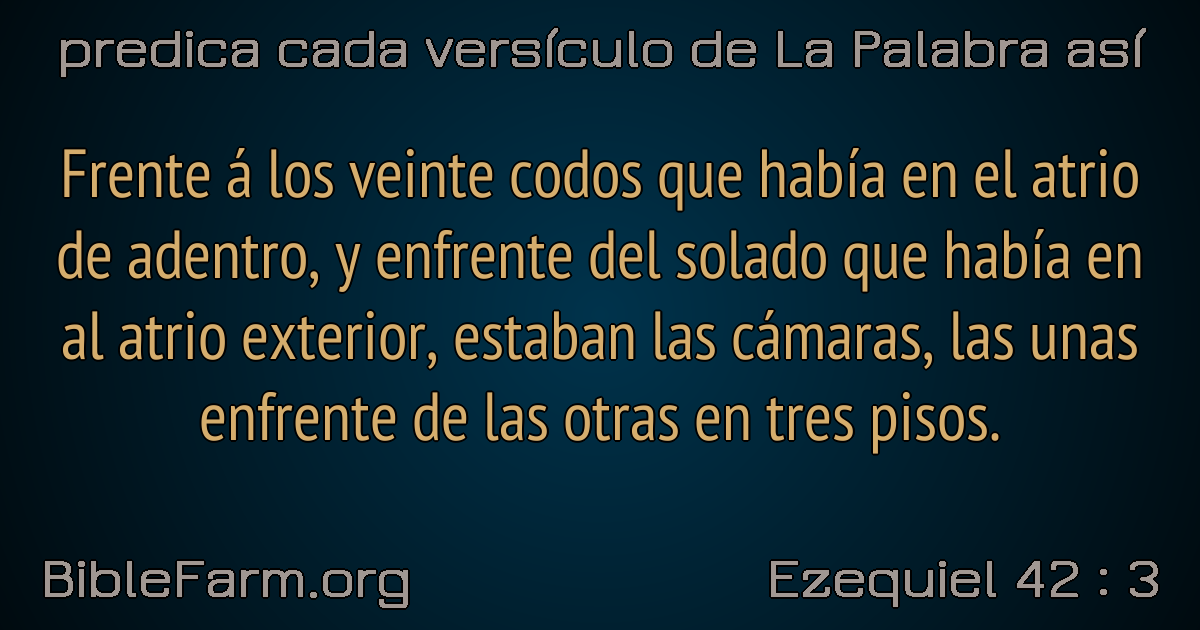 predica cada versículo de La Palabra así
Frente á los veinte codos que había en el atrio
de adentro, y enfrente del solado que había en
al atrio exterior, estaban las cámaras, las unas
enfrente de las otras en tres pisos.
BibleFarm.org
Ezequiel 42 : 3